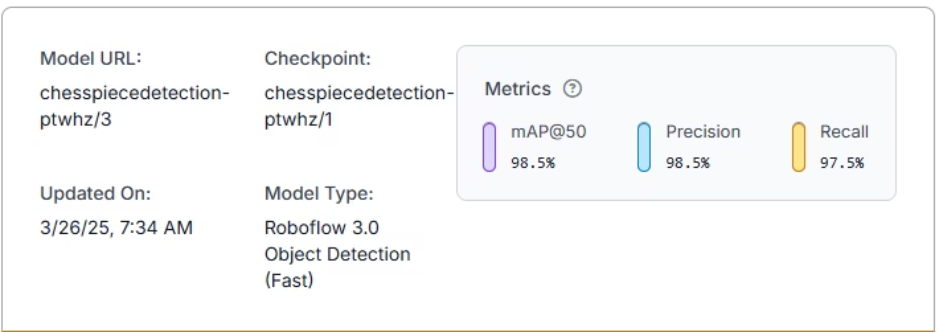 Model URL:
chesspiecedetection-
ptwhz/3
Checkpoint:
chesspiecedetection-
ptwhz/1
Updated On:
3/26/25, 7:34 AM
Model Type:
Roboflow 3.0
Object Detection
(Fast)
Metrics ?
mAP@50
98.5%
Precision
98.5%
Recall
97.5%